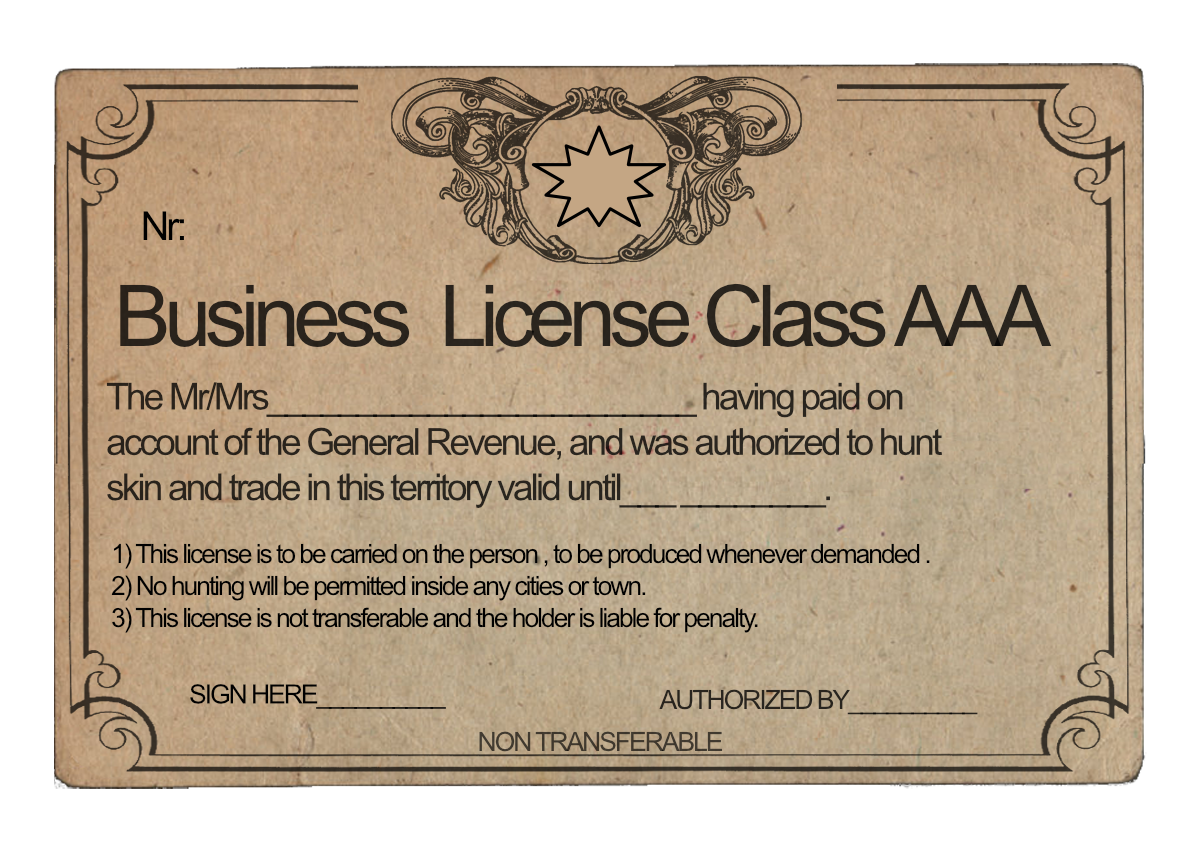 Nr:
Business License Class AAA
The Mr/Mrs________________________ having paid on
account of the General Revenue, and was authorized to hunt
skin and trade in this territory valid until___ ________.
1) This license is to be carried on the person , to be produced whenever demanded .
2) No hunting will be permitted inside any cities or town.
3) This license is not transferable and the holder is liable for penalty.
SIGN HERE__________
AUTHORIZED BY__________
NON TRANSFERABLE